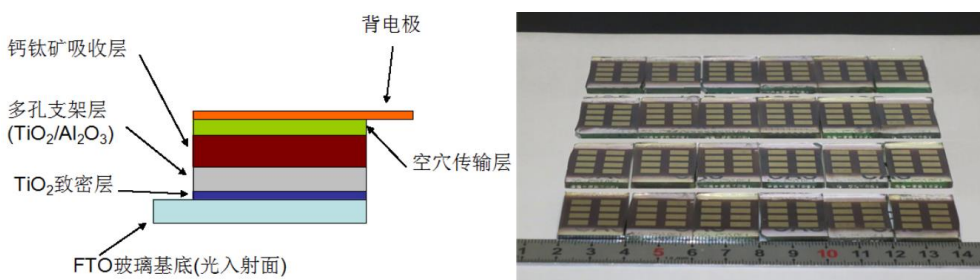 背电极
钙钛矿吸收层
多孔支架层
(TiO₂/Al₂O₃)
空穴传输层
TiO₂致密层
FTO玻璃基底(光入射面)
1 2 3 4 5 6 7 8 9 10 11 12 13 14